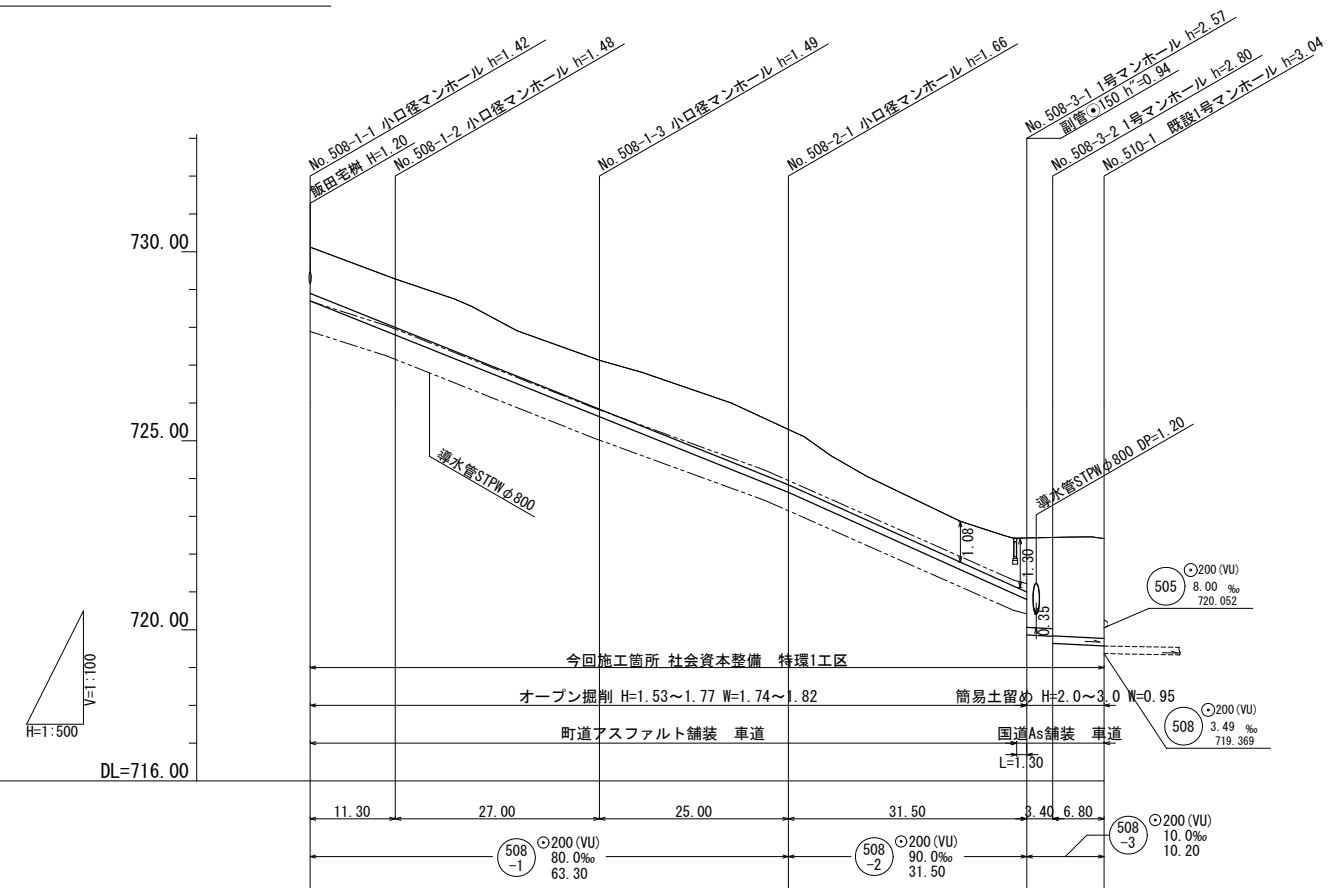 No.508-1-1 小口径マンホール h=1.42
飯田宅桝 H=1.20
No.508-1-2 小口径マンホール h=1.48
No.508-1-3 小口径マンホール h=1.49
No.508-2-1 小口径マンホール h=1.66
No.508-3-1 1号マンホール h=2.57
副管⊙150 h"=0.94
No.508-3-2 1号マンホール h=2.80
No.510-1 既設1号マンホール h=3.04
730.00
725.00
720.00
DL=716.00
導水管STPWφ800
導水管STPWφ800 DP=1.20
1.08
1.30
0.35
505
⊙200(VU)
8.00 ‰
720.052
508
⊙200(VU)
3.49 ‰
719.369
V=1:100
H=1:500
今回施工箇所 社会資本整備 特環1工区
オープン掘削 H=1.53～1.77 W=1.74～1.82
簡易土留め H=2.0～3.0 W=0.95
町道アスファルト舗装 車道
国道As舗装 車道
L=1.30
11.30
27.00
25.00
31.50
3.40
6.80
508
-1
⊙200(VU)
80.0‰
63.30
508
-2
⊙200(VU)
90.0‰
31.50
508
-3
⊙200(VU)
10.0‰
10.20